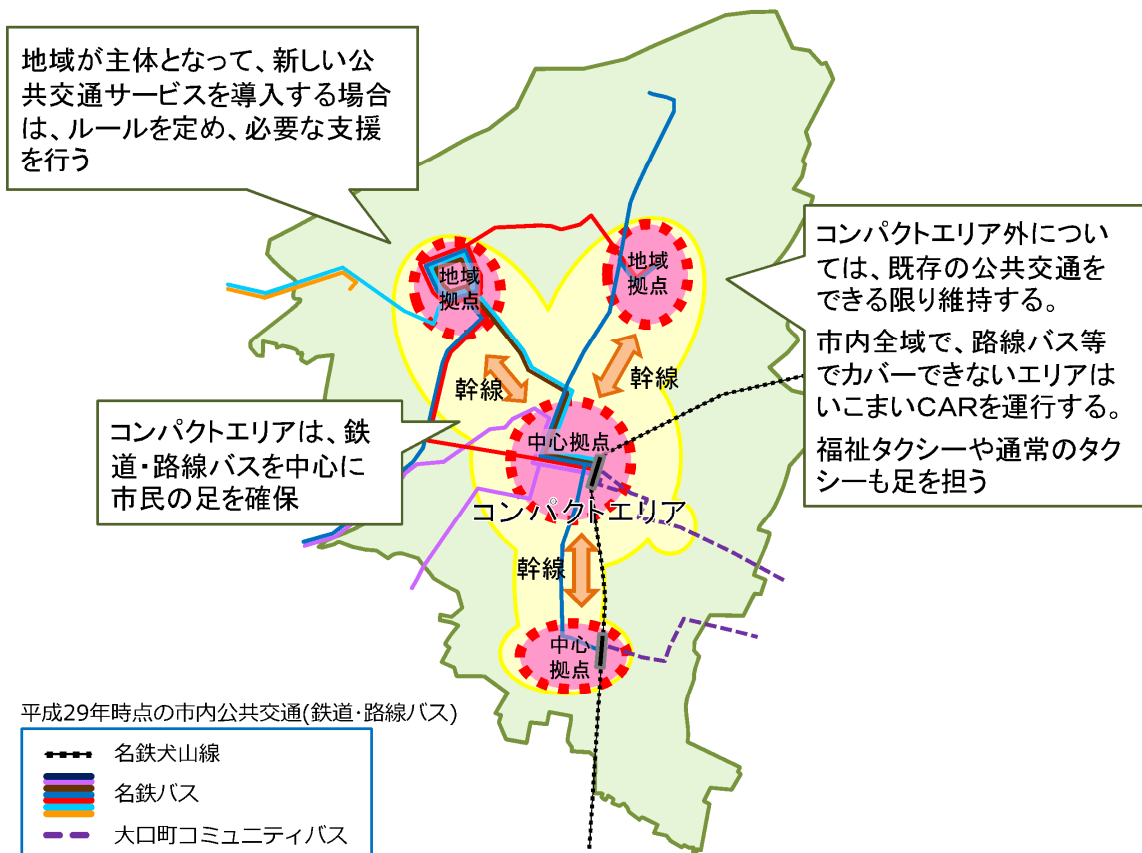 地域が主体となって、新しい公
共交通サービスを導入する場合
は、ルールを定め、必要な支援
を行う
コンパクトエリア外につい
ては、既存の公共交通を
できる限り維持する。
市内全域で、路線バス等
でカバーできないエリアは
いこまいCARを運行する。
福祉タクシーや通常のタク
シーも足を担う
地域
拠点
地域
拠点
幹線
幹線
コンパクトエリアは、鉄
道・路線バスを中心に
市民の足を確保
中心拠点
コンパクトエリア
幹線
中心
拠点
平成29年時点の市内公共交通(鉄道・路線バス)
名鉄犬山線
名鉄バス
大口町コミュニティバス